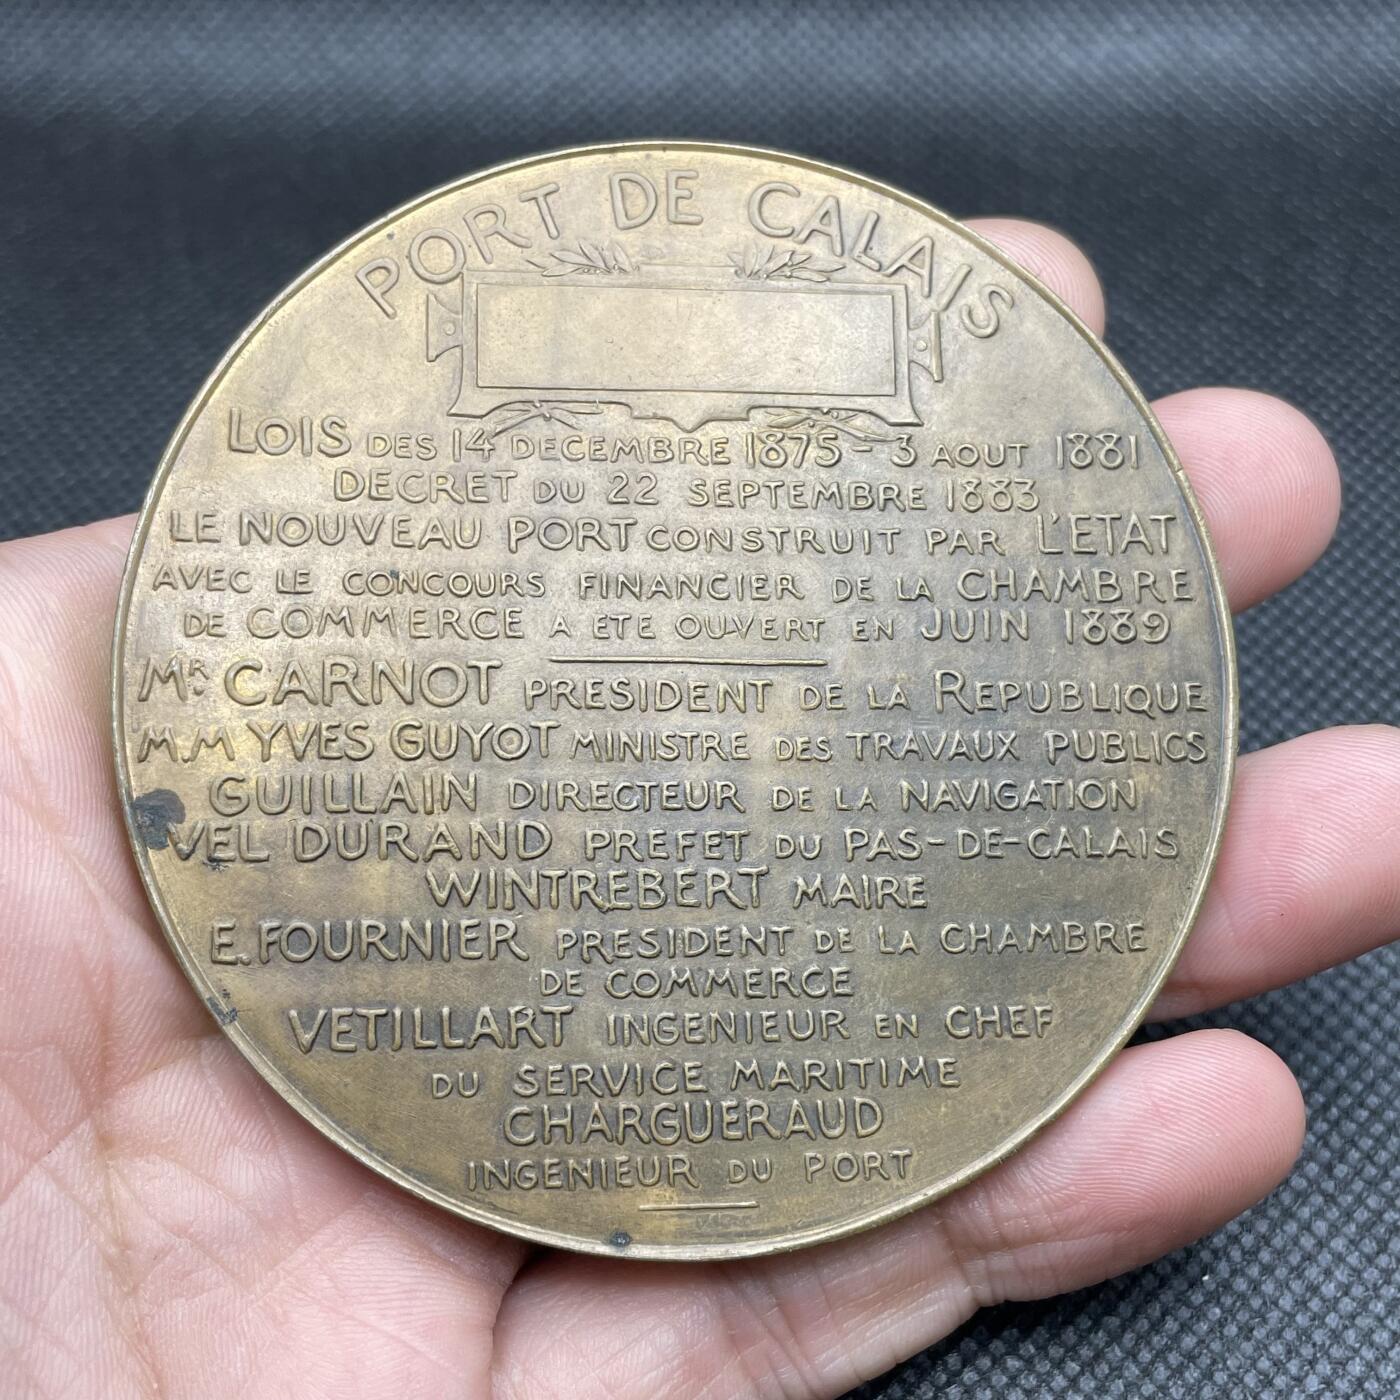 PORT DE CALAIS
LOIS DES 14 DECEMBRE 1875 - 3 AOUT 1881
DECRET DU 22 SEPTEMBRE 1883
LE NOUVEAU PORT CONSTRUIT PAR L'ETAT
AVEC LE CONCOURS FINANCIER DE LA CHAMBRE
DE COMMERCE A ETE OUVERT EN JUIN 1889
MR CARNOT PRESIDENT DE LA REPUBLIQUE
M.M YVES GUYOT MINISTRE DES TRAVAUX PUBLICS
GUILLAIN DIRECTEUR DE LA NAVIGATION
VEL DURAND PREFET DU PAS-DE-CALAIS
WINTREBERT MAIRE
E. FOURNIER PRESIDENT DE LA CHAMBRE
DE COMMERCE
VETILLART INGENIEUR EN CHEF
DU SERVICE MARITIME
CHARGUERAUD
INGENIEUR DU PORT